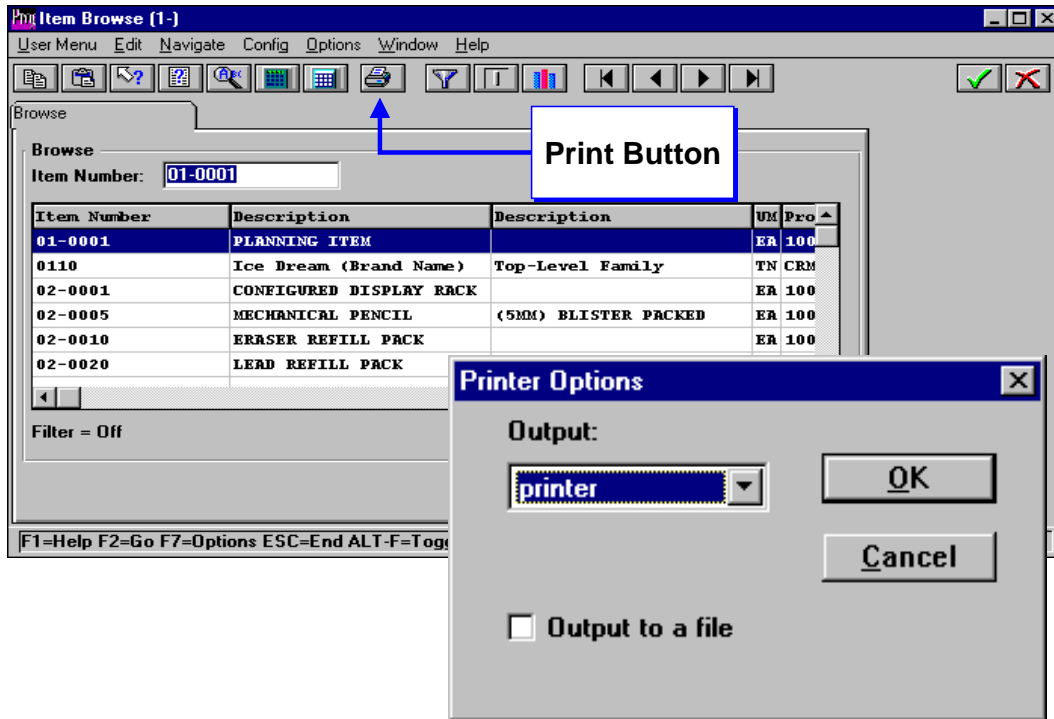 Item Browse (1-)
User Menu Edit Navigate Config Options Window Help
Browse
Print Button
Browse
Item Number: 01-0001
Item Number Description Description UM Pro
01-0001 PLANNING ITEM EA 100
0110 Ice Dream (Brand Name) Top-Level Family TN CRM
02-0001 CONFIGURED DISPLAY RACK EA 100
02-0005 MECHANICAL PENCIL (5MM) BLISTER PACKED EA 100
02-0010 ERASER REFILL PACK EA 100
02-0020 LEAD REFILL PACK
Filter = Off
F1=Help F2=Go F7=Options ESC=End ALT-F=Togg
Printer Options
Output:
printer
OK
Cancel
Output to a file